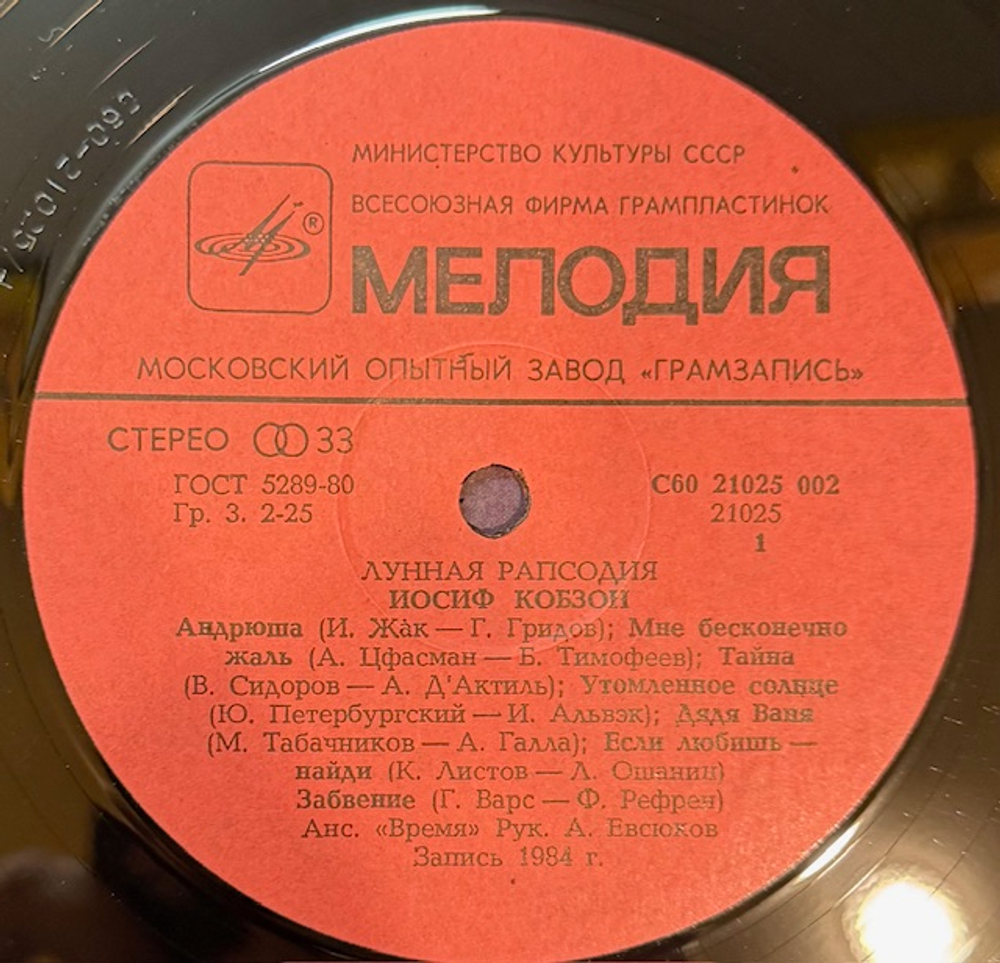 МИНИСТЕРСТВО КУЛЬТУРЫ СССР
ВСЕСОЮЗНАЯ ФИРМА ГРАМПЛАСТИНОК
®
МЕЛОДИЯ
МОСКОВСКИЙ ОПЫТНЫЙ ЗАВОД «ГРАМЗАПИСЬ»
СТЕРЕО 33
ГОСТ 5289-80
Гр. 3. 2-25
С60 21025 002
21025
1
ЛУННАЯ РАПСОДИЯ
ИОСИФ КОБЗОН
Андрюша (И. Жак — Г. Гридов); Мне бесконечно
жаль (А. Цфасман — Б. Тимофеев); Тайна
(В. Сидоров — А. Д'Актиль); Утомленное солнце
(Ю. Петербургский — И. Альвэк); Дядя Ваня
(М. Табачников — А. Галла); Если любишь —
найди (К. Листов — Л. Ошанин)
Забвение (Г. Варс — Ф. Рефрен)
Анс. «Время» Рук. А. Евсюков
Запись 1984 г.